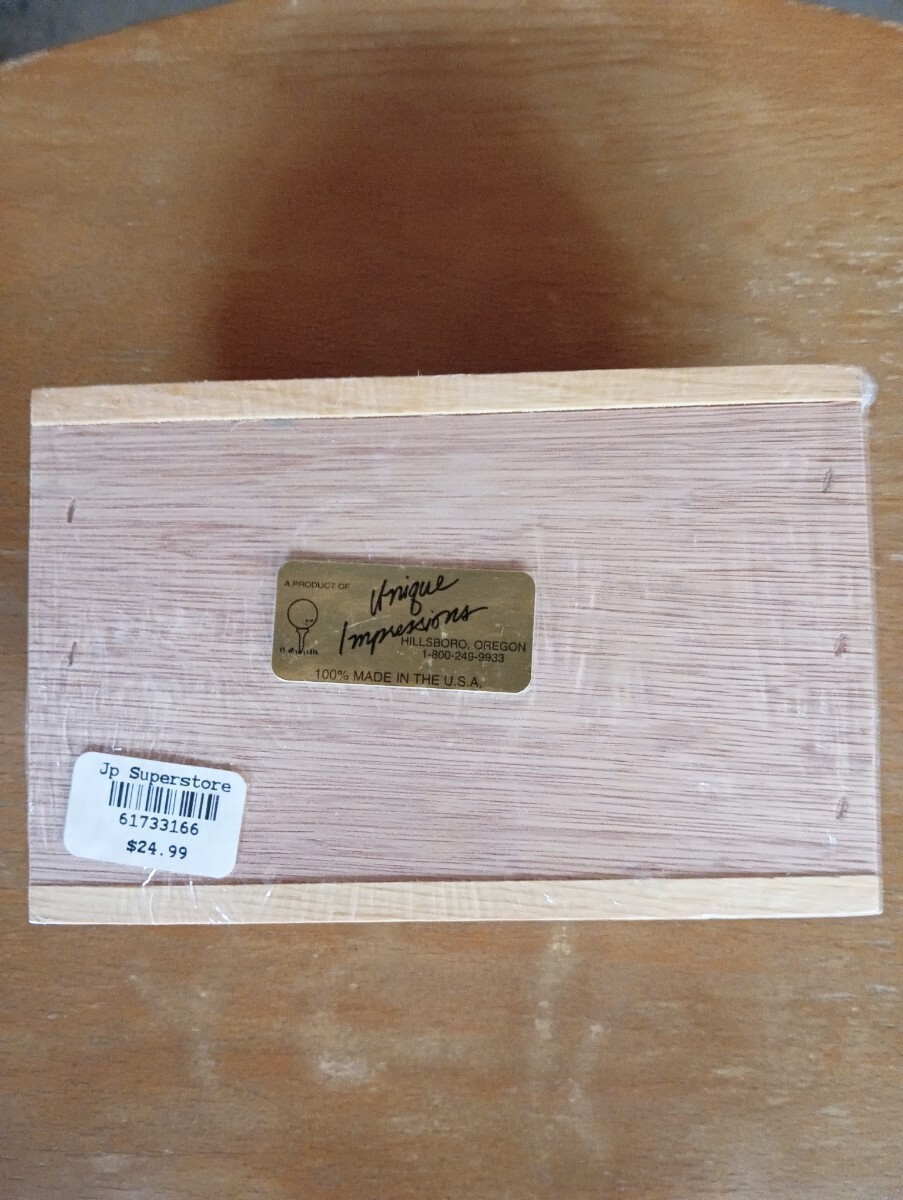 A PRODUCT OF
Unique
Impressions
HILLSBORO, OREGON
1-800-249-9933
100% MADE IN THE U.S.A.
Jp Superstore
61733166
$24.99